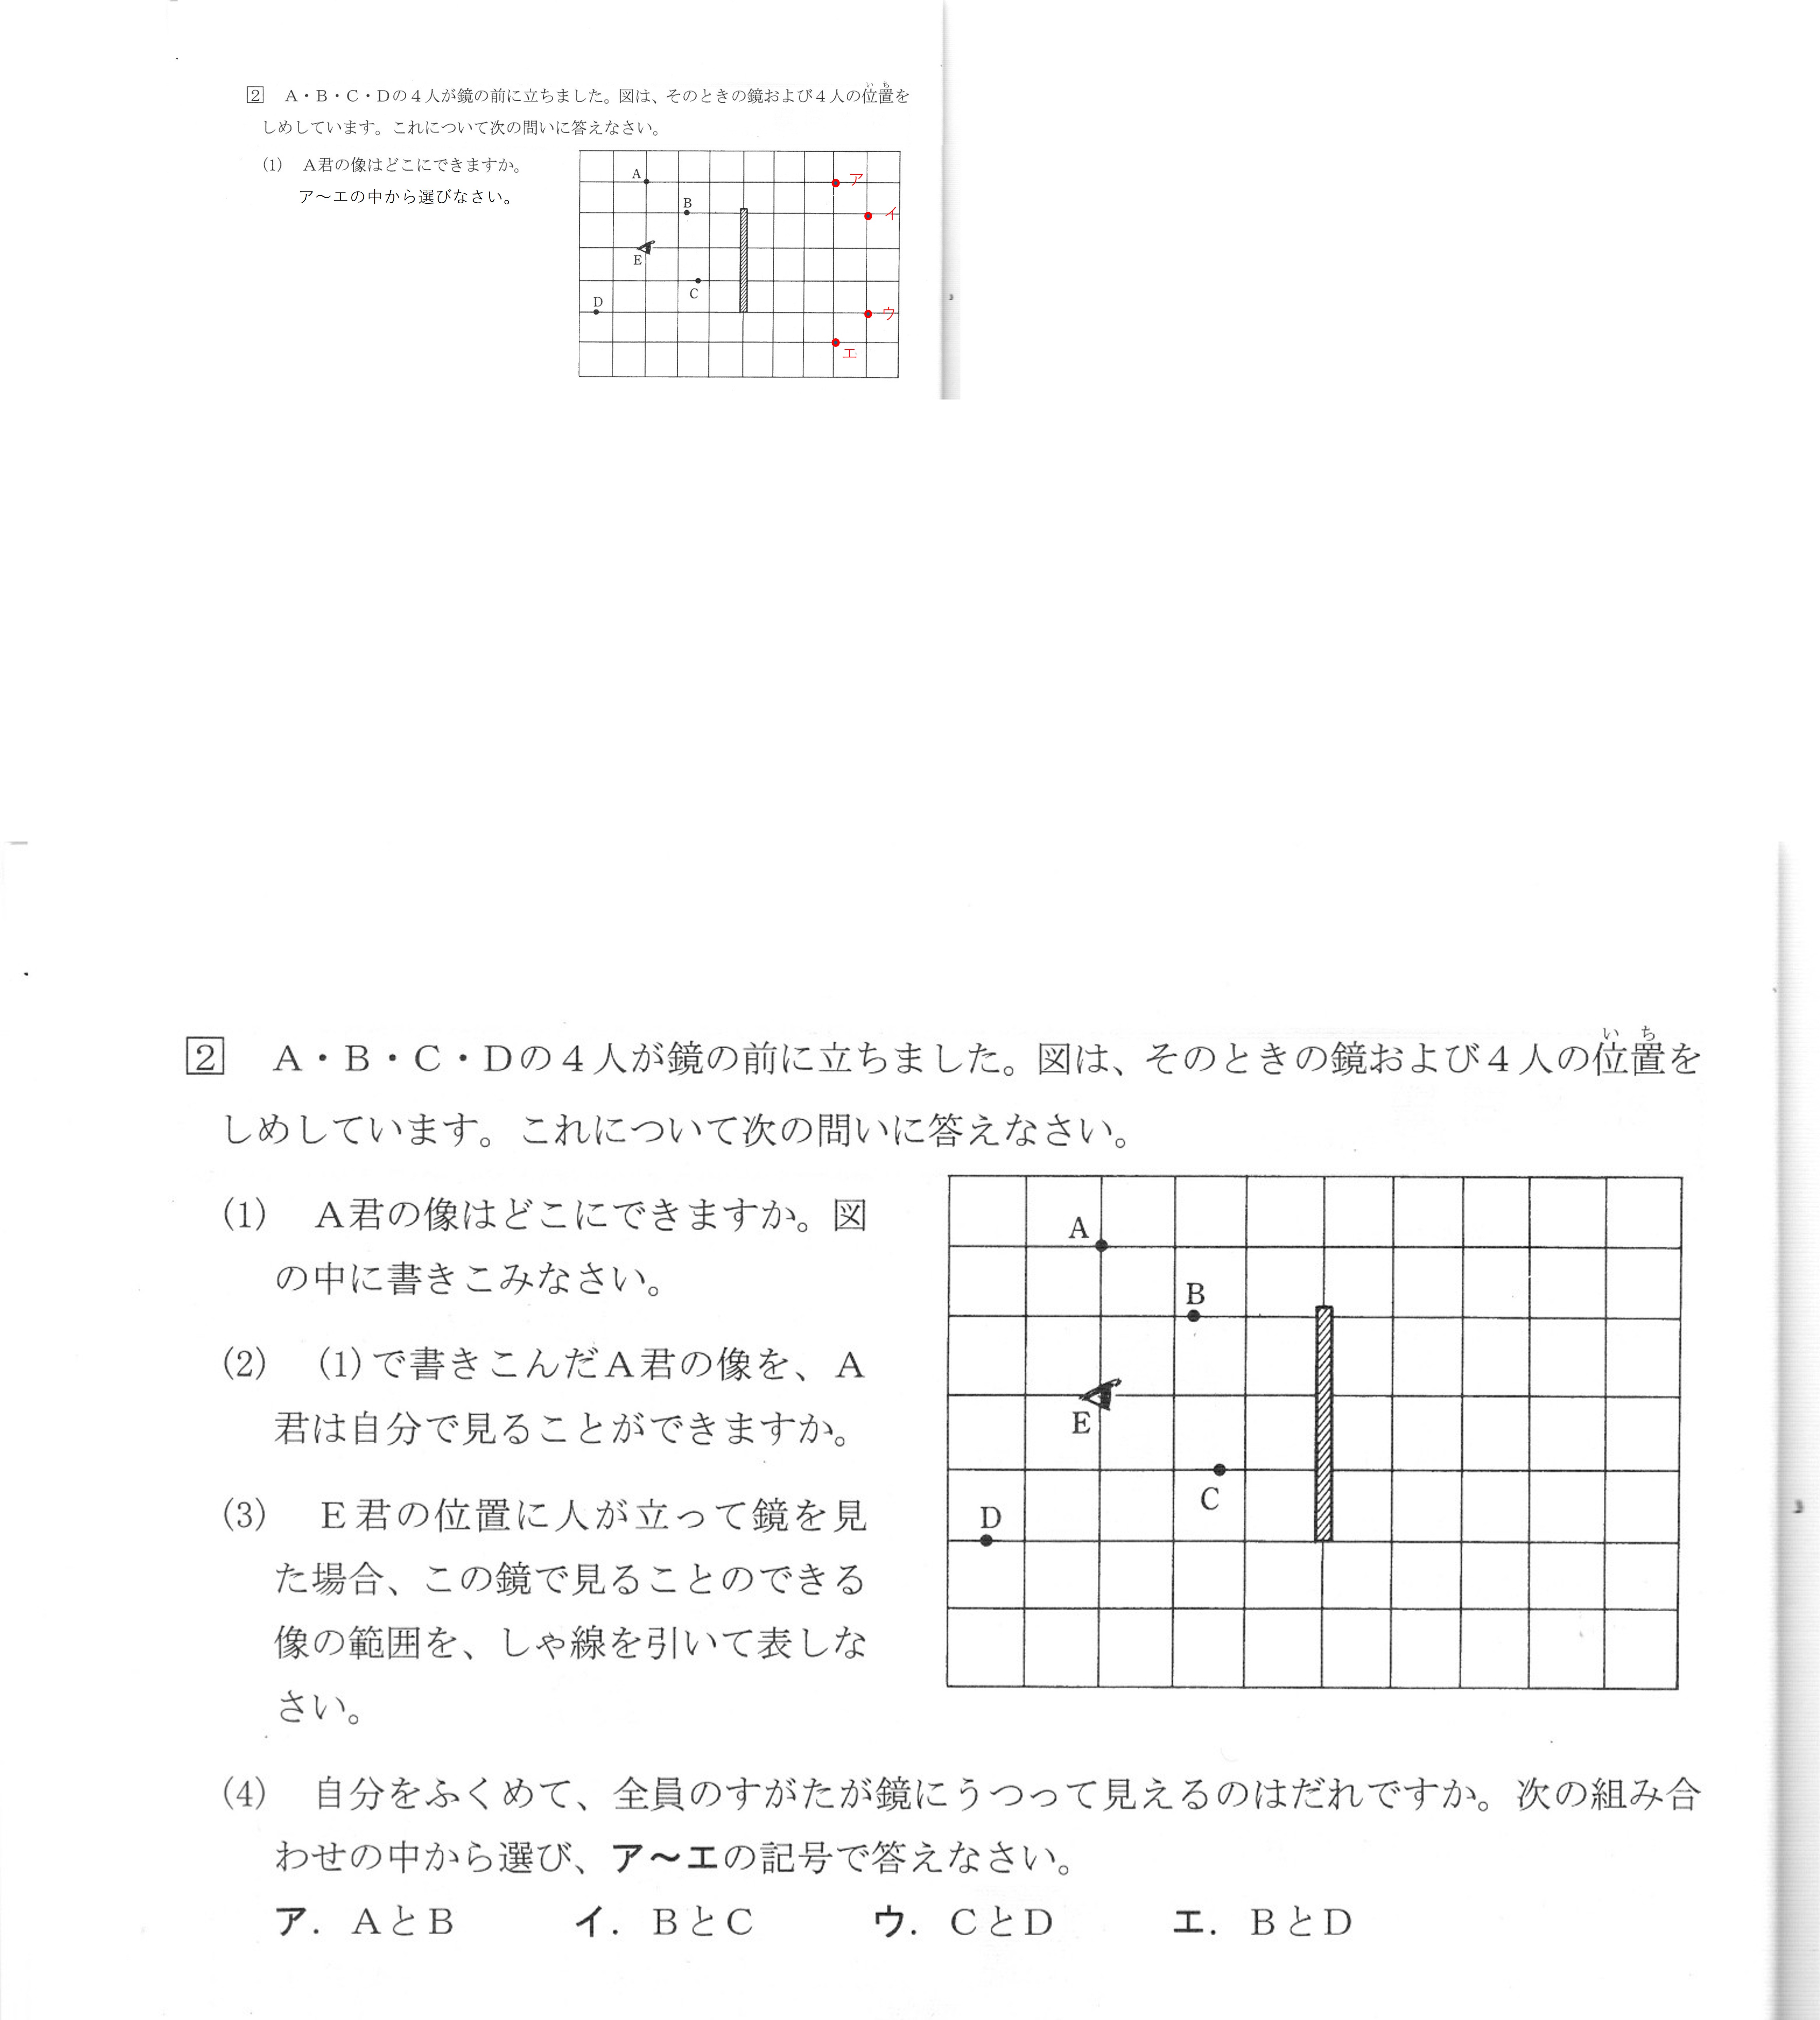 いち
2 A・B・C・Dの4人が鏡の前に立ちました。図は、そのときの鏡および4人の位置を
しめしています。これについて次の問いに答えなさい。
(1) A君の像はどこにできますか。
ア～エの中から選びなさい。
A
B
E
C
D
ア
イ
ウ
エ
いち
2 A・B・C・Dの4人が鏡の前に立ちました。図は、そのときの鏡および4人の位置を
しめしています。これについて次の問いに答えなさい。
(1) A君の像はどこにできますか。図
の中に書きこみなさい。
(2) (1)で書きこんだA君の像を、A
君は自分で見ることができますか。
(3) E君の位置に人が立って鏡を見
た場合、この鏡で見ることのできる
像の範囲を、しゃ線を引いて表しな
さい。
A
B
E
C
D
(4) 自分をふくめて、全員のすがたが鏡にうつって見えるのはだれですか。次の組み合
わせの中から選び、ア～エの記号で答えなさい。
ア. AとB イ. BとC ウ. CとD エ. BとD